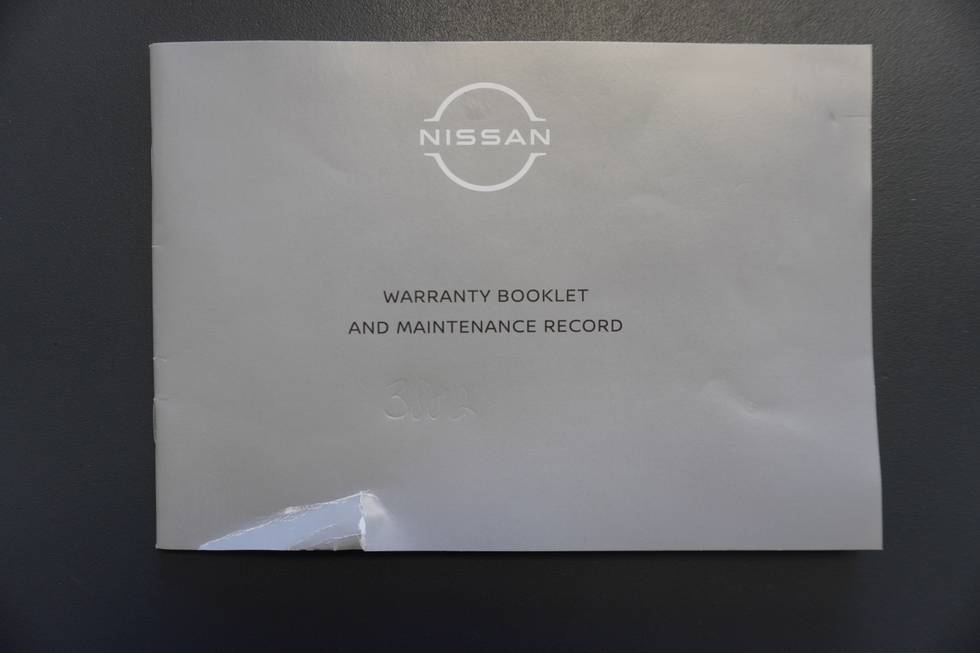 NISSAN
WARRANTY BOOKLET
AND MAINTENANCE RECORD